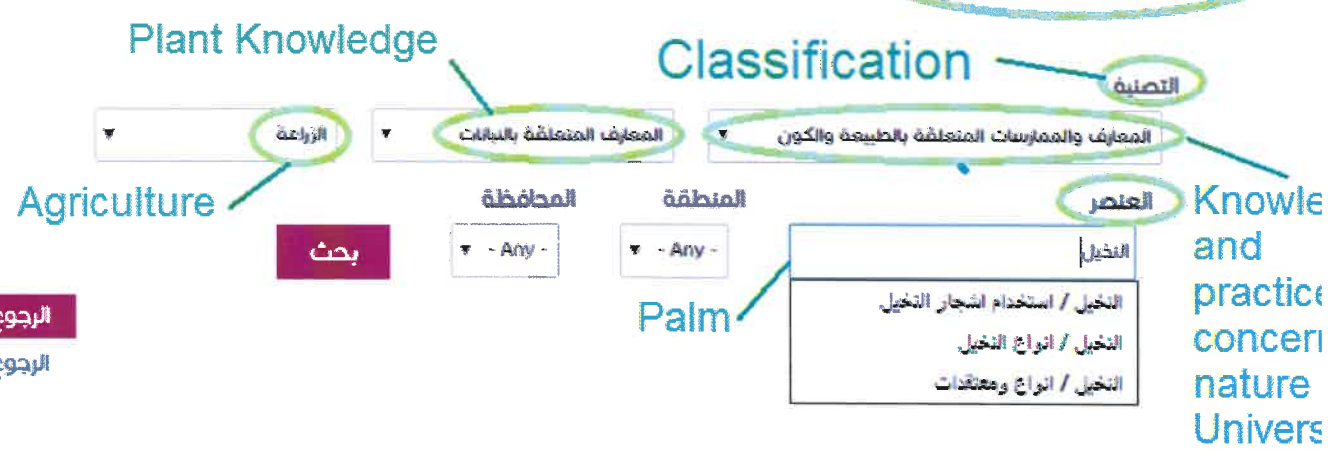 Plant Knowledge
Classification
التصنيف
المعارف والممارسات المتعلقة بالطبيعة والكون
المعارف المتعلقة بالنباتات
الزراعة
Agriculture
العنصر
المنطقة
المحافظة
النخيل
- Any -
- Any -
بحث
Palm
النخيل / استخدام اشجار النخيل
النخيل / انواع النخيل
النخيل / انواع ومعتقدات
Knowle
and
practice
concern
nature
Univers
الرجوع
الرجوع